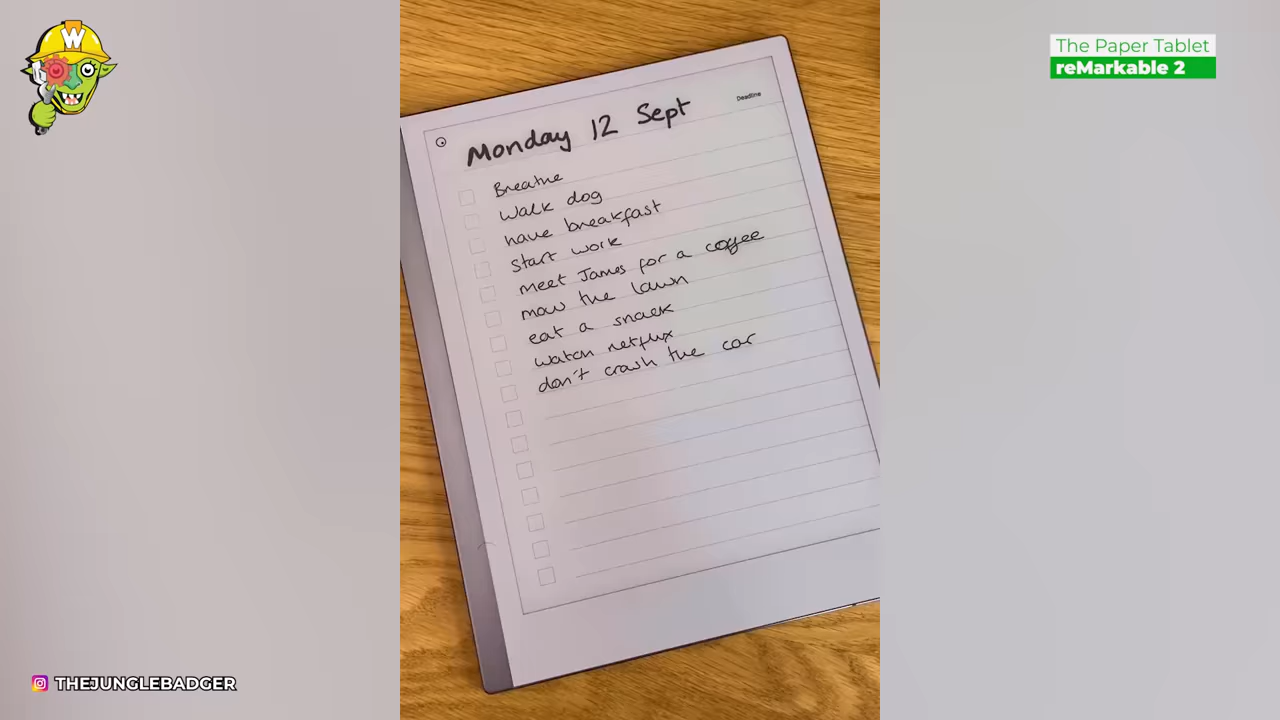 W
The Paper Tablet
reMarkable 2
Deadline
Monday 12 Sept
Breathe
Walk dog
have breakfast
start work
meet James for a coffee
mow the lawn
eat a snack
watch netflix
don't crash the car
THEJUNGLEBADGER